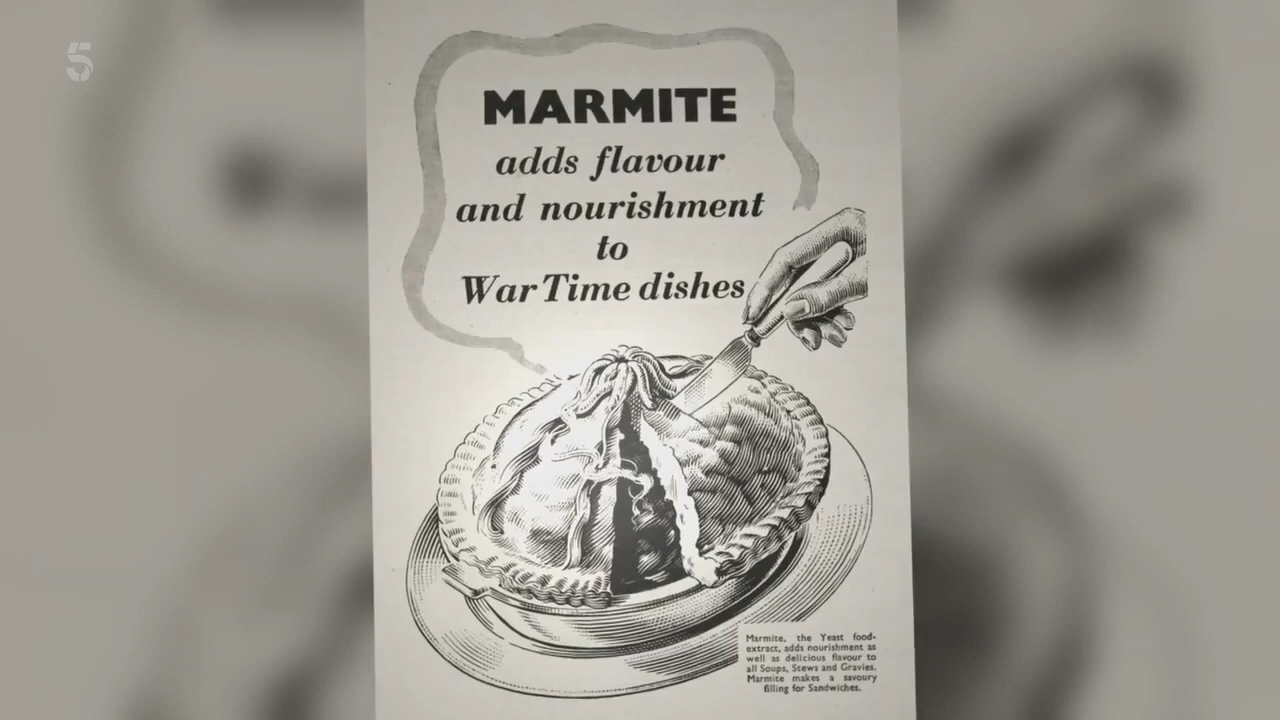 5
MARMITE
adds flavour
and nourishment
to
War Time dishes
Marmite, the Yeast food-
extract, adds nourishment as
well as delicious flavour to
all Soups, Stews and Gravies.
Marmite makes a savoury
filling for Sandwiches.